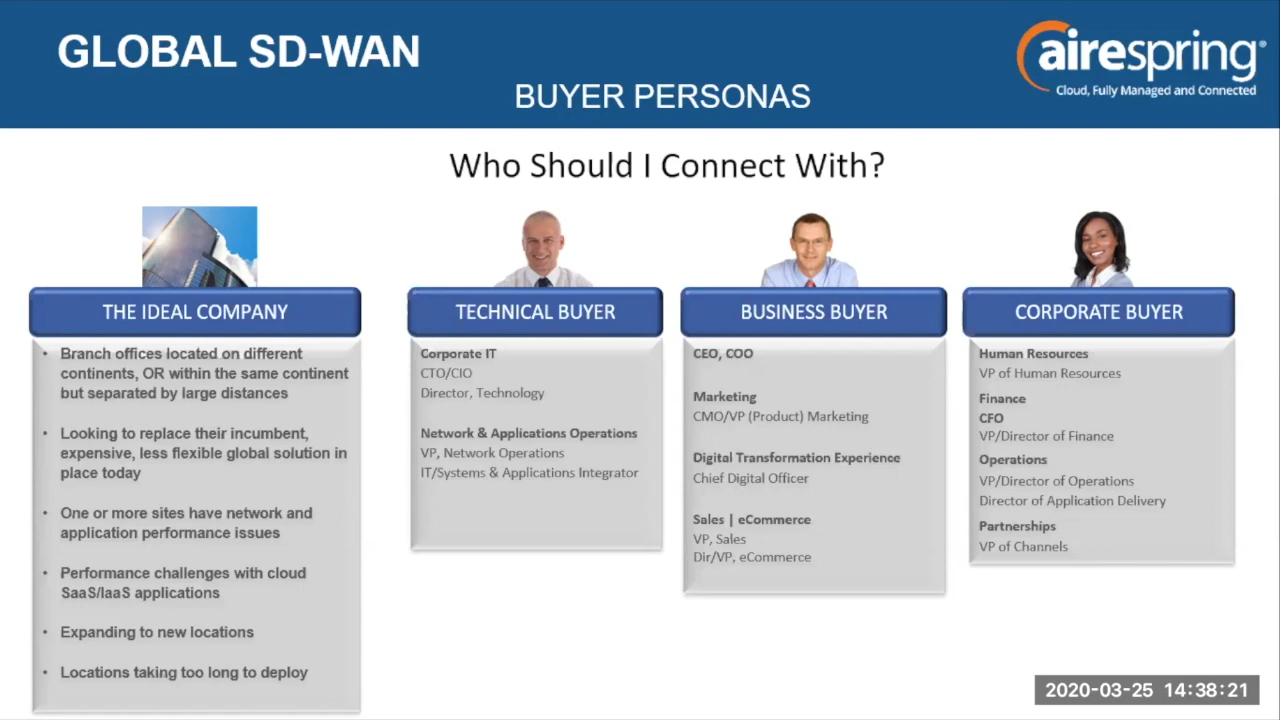 GLOBAL SD-WAN
BUYER PERSONAS
airespring®
Cloud, Fully Managed and Connected
Who Should I Connect With?
THE IDEAL COMPANY
• Branch offices located on different
continents, OR within the same continent
but separated by large distances
• Looking to replace their incumbent,
expensive, less flexible global solution in
place today
• One or more sites have network and
application performance issues
• Performance challenges with cloud
SaaS/IaaS applications
• Expanding to new locations
• Locations taking too long to deploy
TECHNICAL BUYER
Corporate IT
CTO/CIO
Director, Technology
Network & Applications Operations
VP, Network Operations
IT/Systems & Applications Integrator
BUSINESS BUYER
CEO, COO
Marketing
CMO/VP (Product) Marketing
Digital Transformation Experience
Chief Digital Officer
Sales | eCommerce
VP, Sales
Dir/VP, eCommerce
CORPORATE BUYER
Human Resources
VP of Human Resources
Finance
CFO
VP/Director of Finance
Operations
VP/Director of Operations
Director of Application Delivery
Partnerships
VP of Channels
2020-03-25 14:38:21